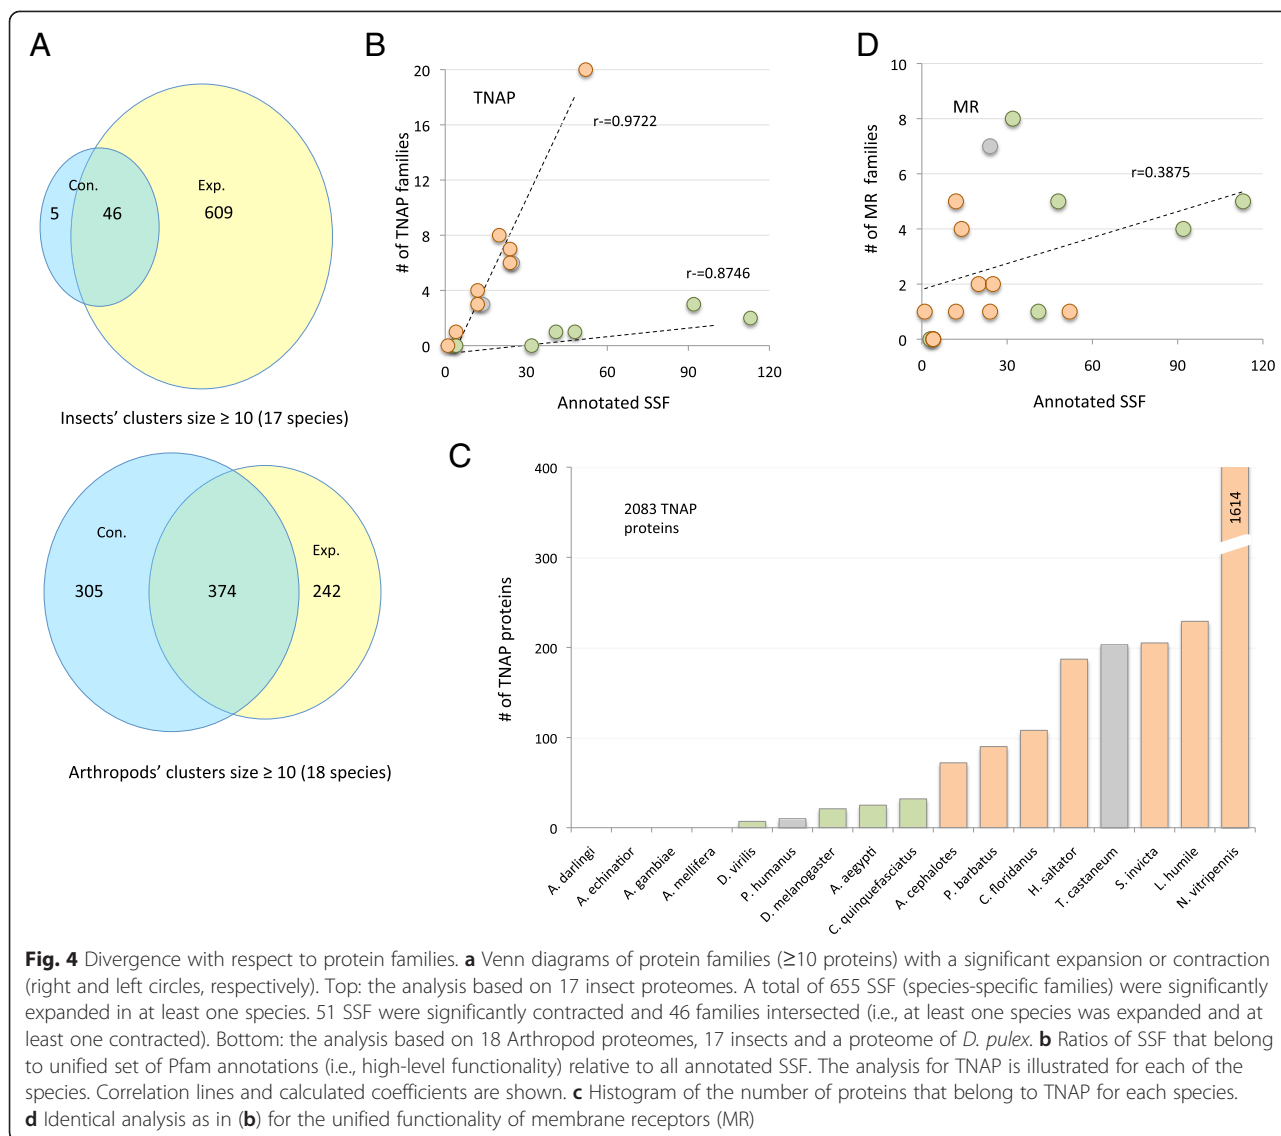 A
Con.
Exp.
5
46
609
Insects' clusters size ≥ 10 (17 species)
Con.
Exp.
305
374
242
Arthropods' clusters size ≥ 10 (18 species)
B
TNAP
r-=0.9722
r-=0.8746
# of TNAP families
20
16
12
8
4
0
0 30 60 90 120
Annotated SSF
D
MR
r=0.3875
# of MR families
10
8
6
4
2
0
0 30 60 90 120
Annotated SSF
C
2083 TNAP
proteins
1614
# of TNAP proteins
400
300
200
100
0
A. darlingi
A. echinatior
A. gambiae
A. mellifera
D. virilis
P. humanus
D. melanogaster
A. aegypti
C. quinquefasciatus
A. cephalotes
P. barbatus
C. floridanus
H. saltator
T. castaneum
S. invicta
L. humile
N. vitripennis
Fig. 4 Divergence with respect to protein families. a Venn diagrams of protein families (≥10 proteins) with a significant expansion or contraction
(right and left circles, respectively). Top: the analysis based on 17 insect proteomes. A total of 655 SSF (species-specific families) were significantly
expanded in at least one species. 51 SSF were significantly contracted and 46 families intersected (i.e., at least one species was expanded and at
least one contracted). Bottom: the analysis based on 18 Arthropod proteomes, 17 insects and a proteome of D. pulex. b Ratios of SSF that belong
to unified set of Pfam annotations (i.e., high-level functionality) relative to all annotated SSF. The analysis for TNAP is illustrated for each of the
species. Correlation lines and calculated coefficients are shown. c Histogram of the number of proteins that belong to TNAP for each species.
d Identical analysis as in (b) for the unified functionality of membrane receptors (MR)